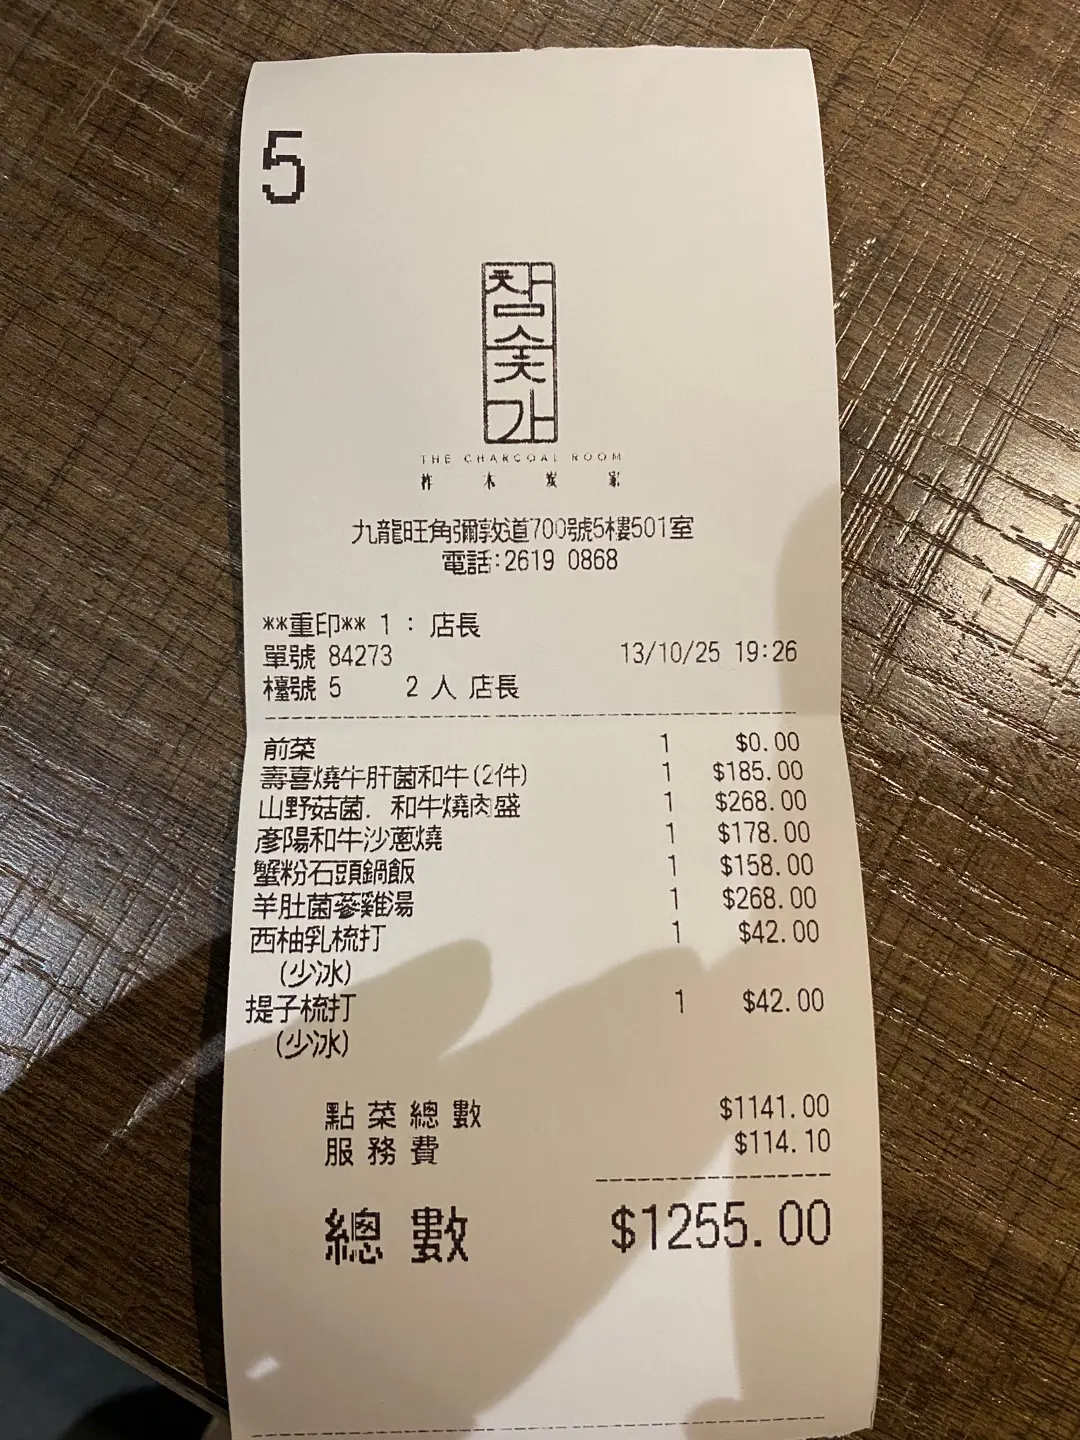 5
참숯가
THE CHARCOAL ROOM
柞木炭家
九龍旺角彌敦道700號5樓501室
電話:2619 0868
**重印** 1 : 店長
單號 84273 13/10/25 19:26
檯號 5 2 人 店長
前菜 1 $0.00
壽喜燒牛肝菌和牛(2件) 1 $185.00
山野菇菌. 和牛燒肉盛 1 $268.00
彥陽和牛沙蔥燒 1 $178.00
蟹粉石頭鍋飯 1 $158.00
羊肚菌蔘雞湯 1 $268.00
西柚乳梳打 1 $42.00
(少冰)
提子梳打 1 $42.00
(少冰)
點菜總數 $1141.00
服務費 $114.10
總數 $1255.00